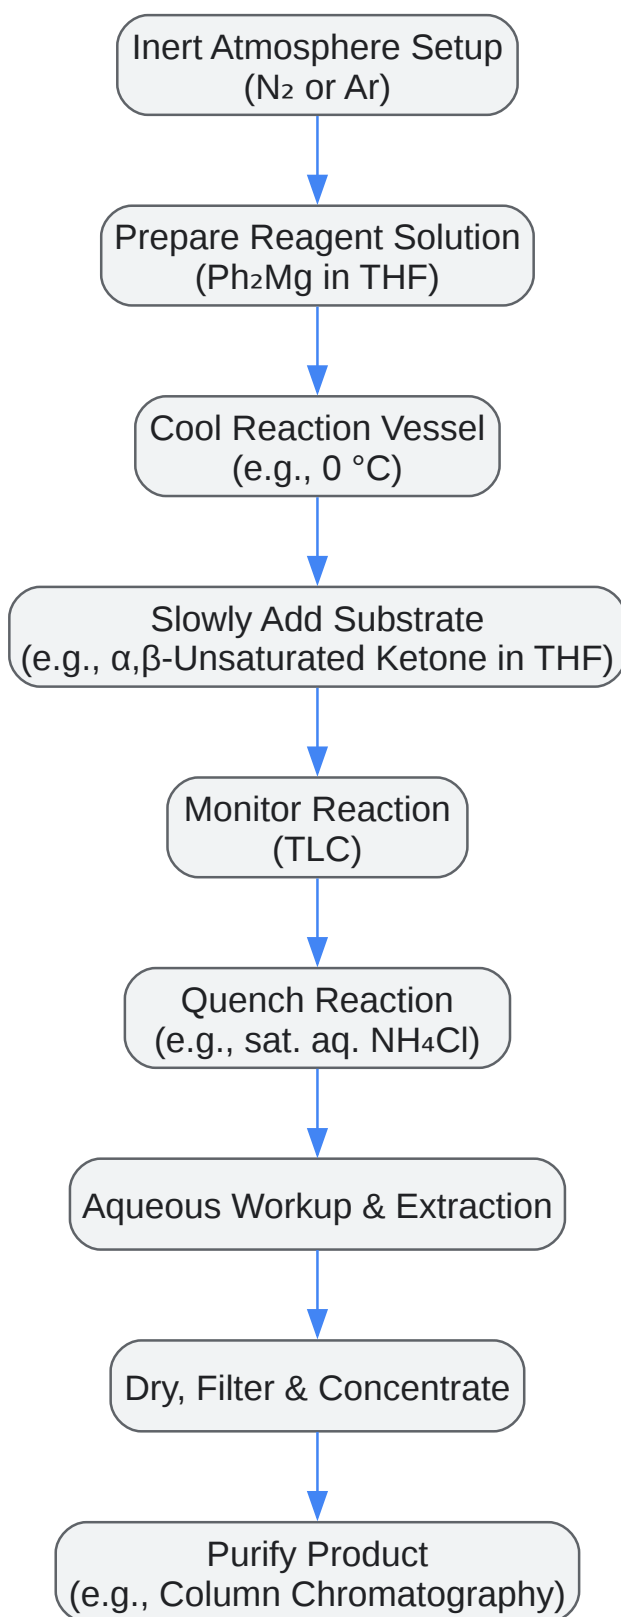 Inert Atmosphere Setup
(N₂ or Ar)
Prepare Reagent Solution
(Ph₂Mg in THF)
Cool Reaction Vessel
(e.g., 0 °C)
Slowly Add Substrate
(e.g., α,β-Unsaturated Ketone in THF)
Monitor Reaction
(TLC)
Quench Reaction
(e.g., sat. aq. NH₄Cl)
Aqueous Workup & Extraction
Dry, Filter & Concentrate
Purify Product
(e.g., Column Chromatography)